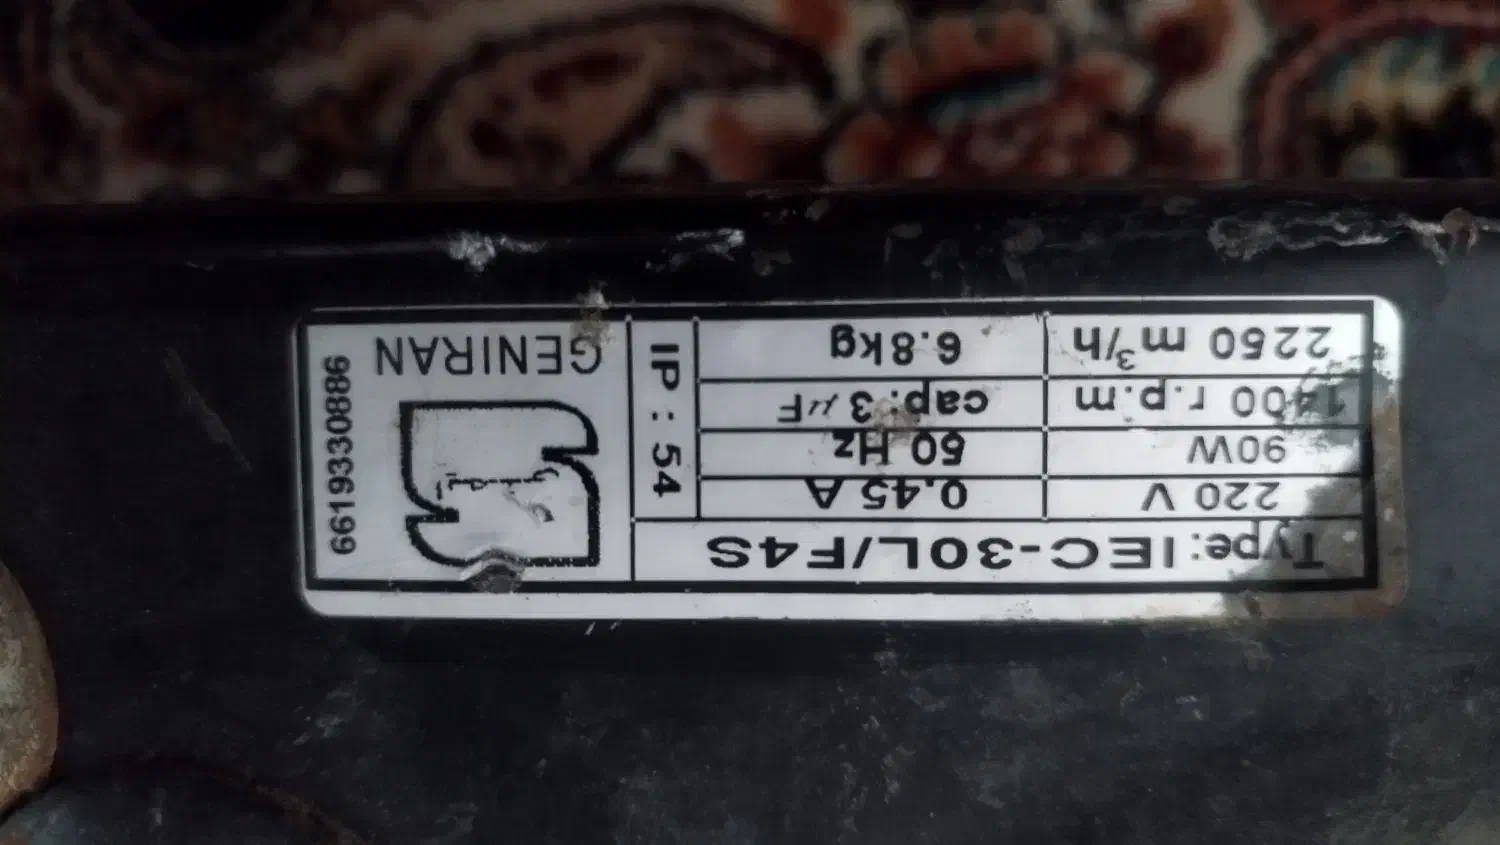 Type: IEC-30L/F4S
220 V 0.45 A
90W 50 Hz
1400 r.p.m cap: 3 µF
2250 m³/h 6.8kg
IP : 54
GENIRAN
6619330886